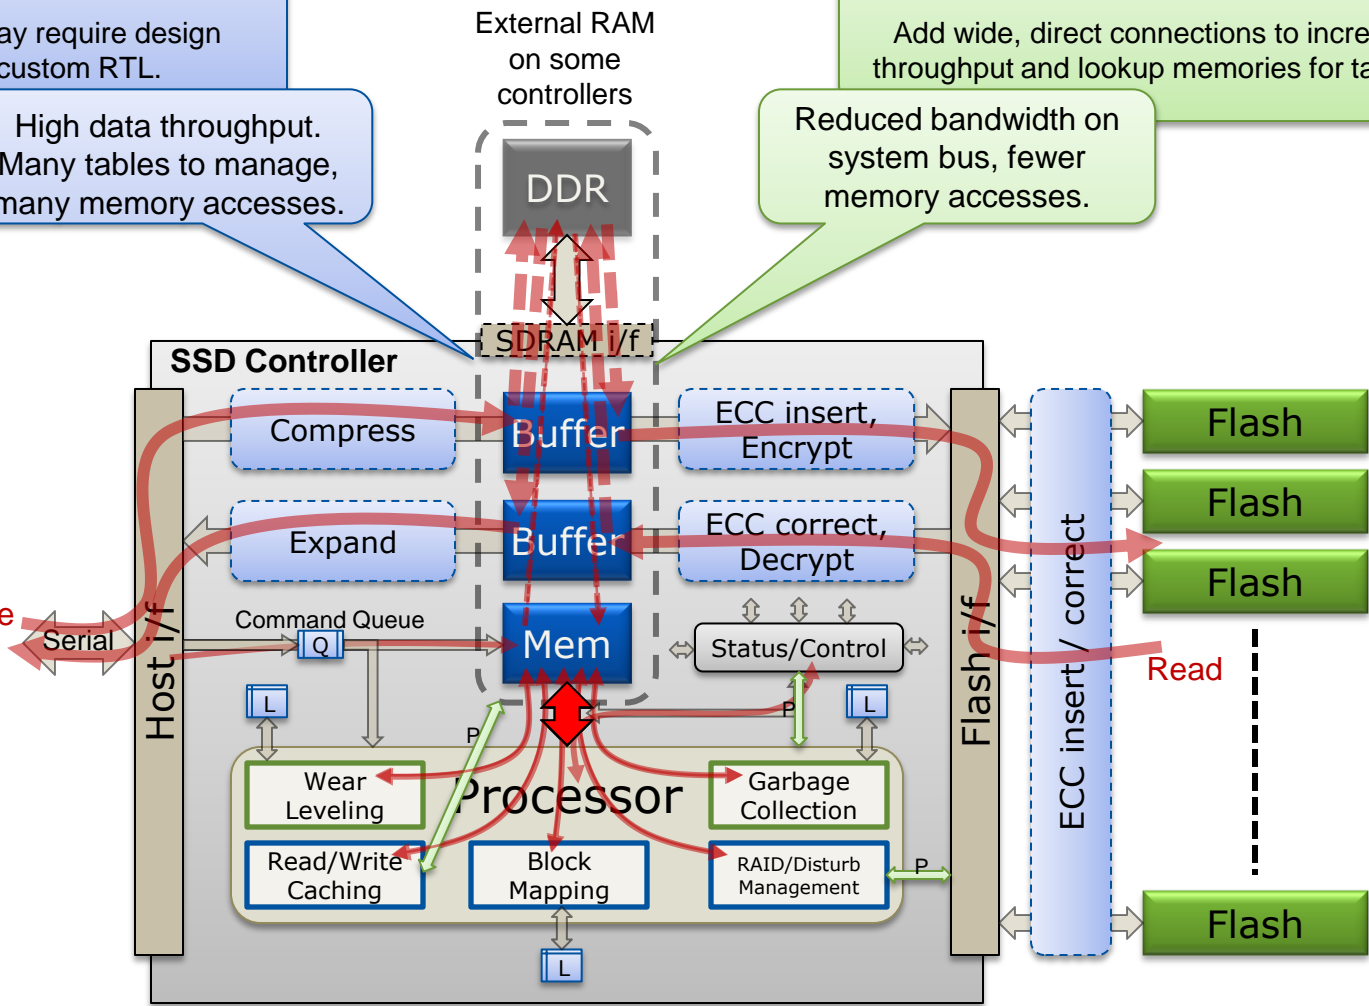 ay require design
custom RTL.
High data throughput.
Many tables to manage,
many memory accesses.
External RAM
on some
controllers
Add wide, direct connections to incre
throughput and lookup memories for ta
Reduced bandwidth on
system bus, fewer
memory accesses.
DDR
SDRAM i/f
SSD Controller
Compress
Buffer
ECC insert,
Encrypt
Expand
Buffer
ECC correct,
Decrypt
Flash
Flash
Flash
Flash
e
Serial
Host i/f
Command Queue
Q
Mem
Status/Control
Flash i/f
ECC insert / correct
Read
L
P
P
L
Processor
Wear
Leveling
Garbage
Collection
Read/Write
Caching
Block
Mapping
RAID/Disturb
Management
P
L